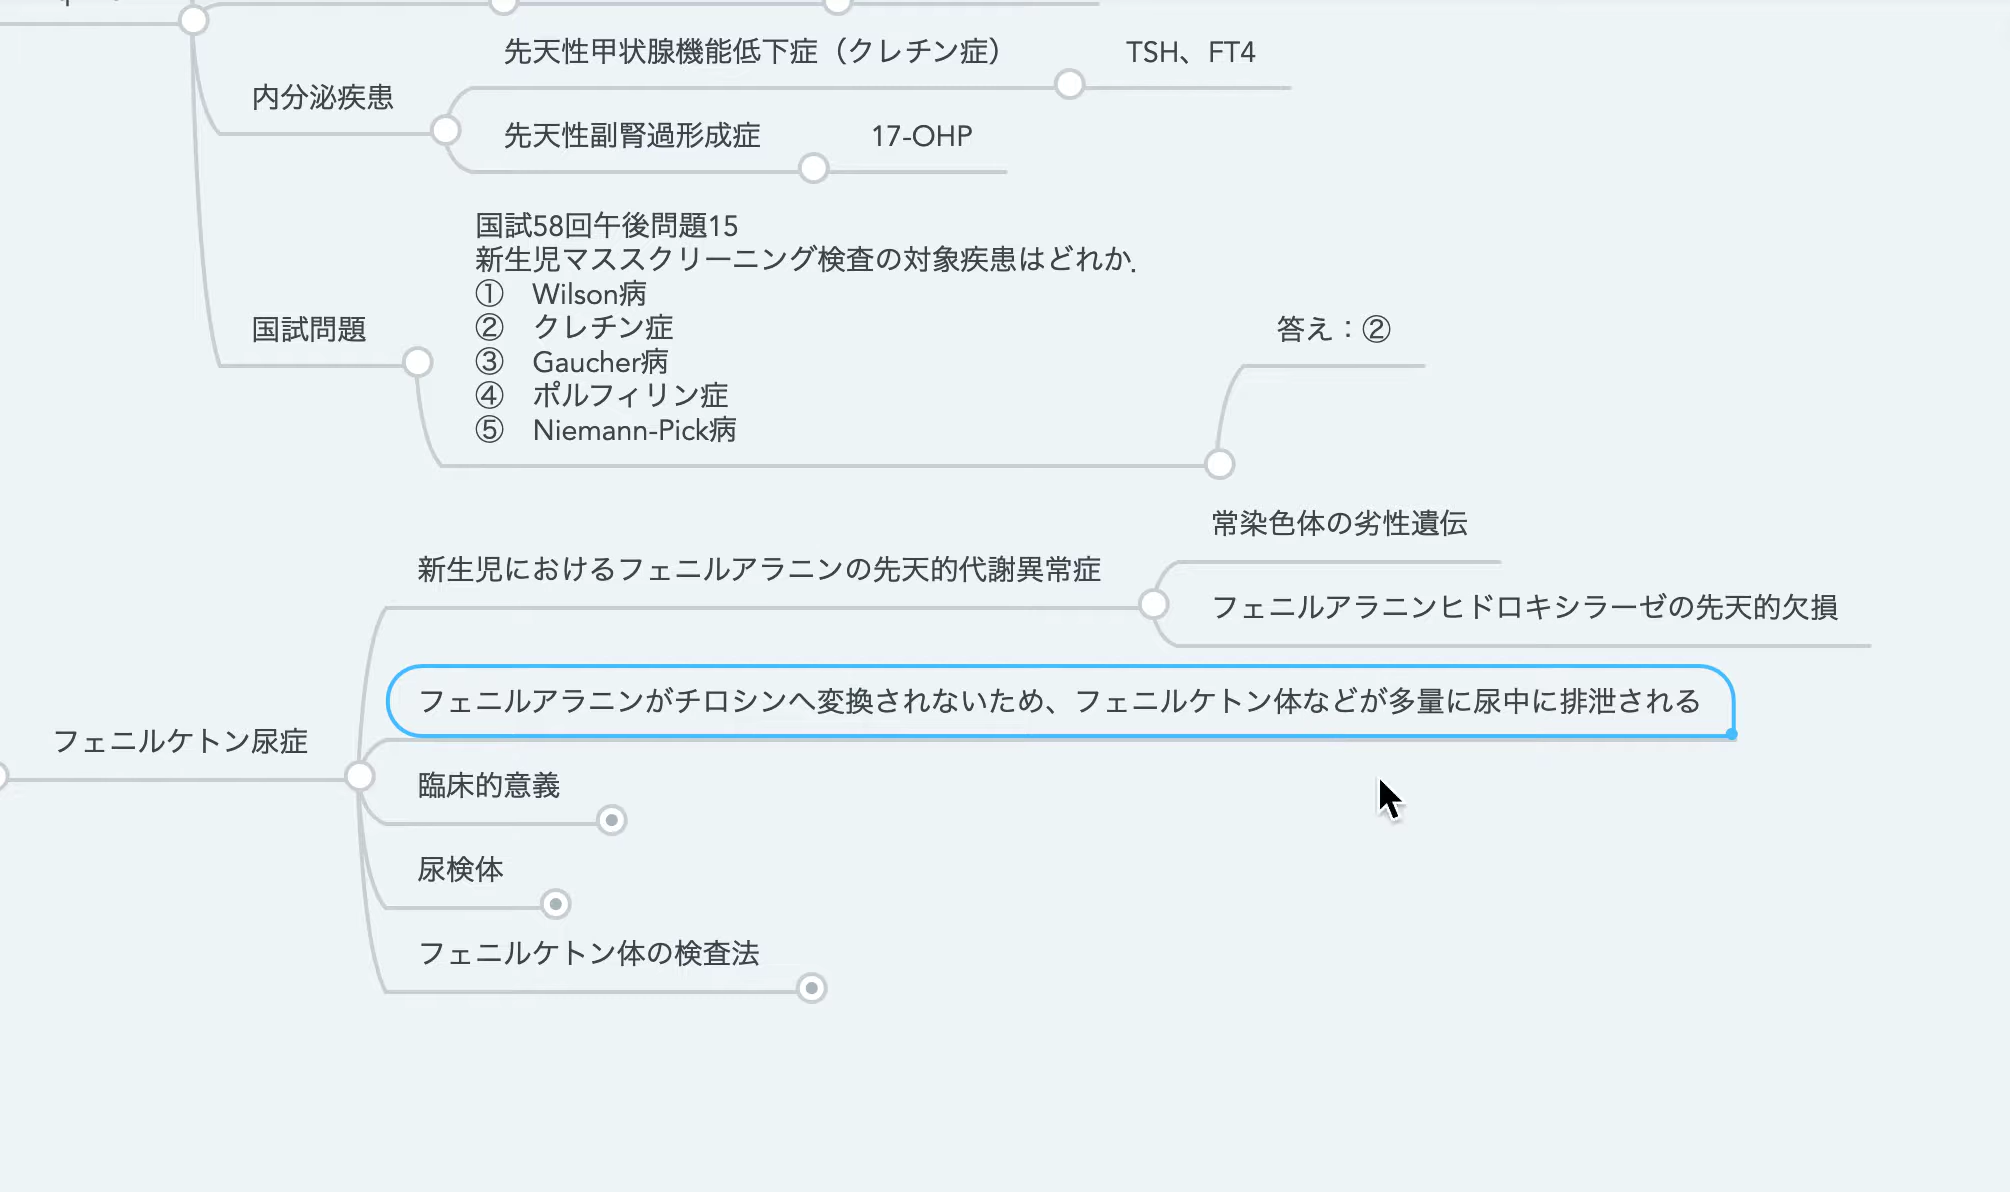 先天性甲状腺機能低下症（クレチン症）
TSH、FT4
内分泌疾患
先天性副腎過形成症
17-OHP
国試58回午後問題15
新生児マススクリーニング検査の対象疾患はどれか.
① Wilson病
② クレチン症
③ Gaucher病
④ ポルフィリン症
⑤ Niemann-Pick病
国試問題
答え：②
常染色体の劣性遺伝
新生児におけるフェニルアラニンの先天的代謝異常症
フェニルアラニンヒドロキシラーゼの先天的欠損
フェニルアラニンがチロシンへ変換されないため、フェニルケトン体などが多量に尿中に排泄される
フェニルケトン尿症
臨床的意義
尿検体
フェニルケトン体の検査法